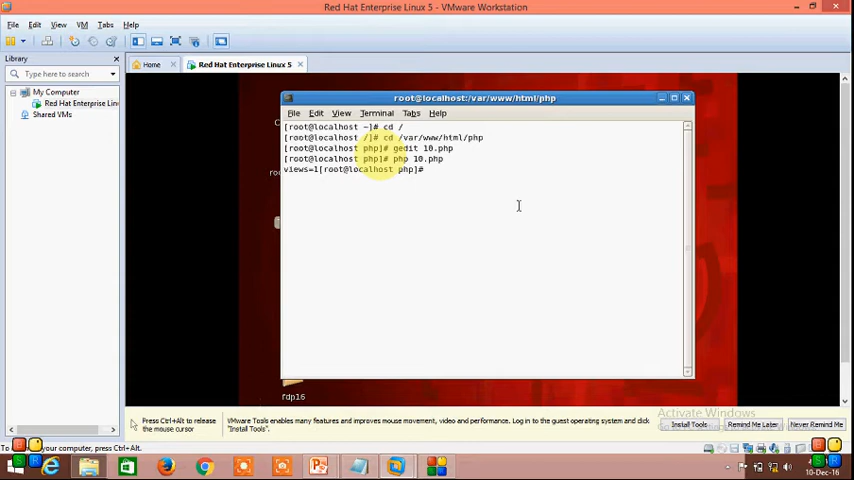 Red Hat Enterprise Linux 5 - VMware Workstation
File Edit View VM Tabs Help
Library
Type here to search
My Computer
Red Hat Enterprise Lin
Shared VMs
Home
Red Hat Enterprise Linux 5
root@localhost:/var/www/html/php
File Edit View Terminal Tabs Help
[root@localhost ~]# cd /
[root@localhost /]# cd /var/www/html/php
[root@localhost php]# gedit 10.php
[root@localhost php]# php 10.php
views=1[root@localhost php]#
fdp16
Press Ctrl+Alt to release
the mouse cursor
VMware Tools enables many features and improves mouse movement, video and performance. Log in to the guest operating system and click
"Install Tools".
Install Tools
Remind Me Later
Never Remind Me
Activate Windows
computer, press Ctrl+Alt.
10-Dec-16